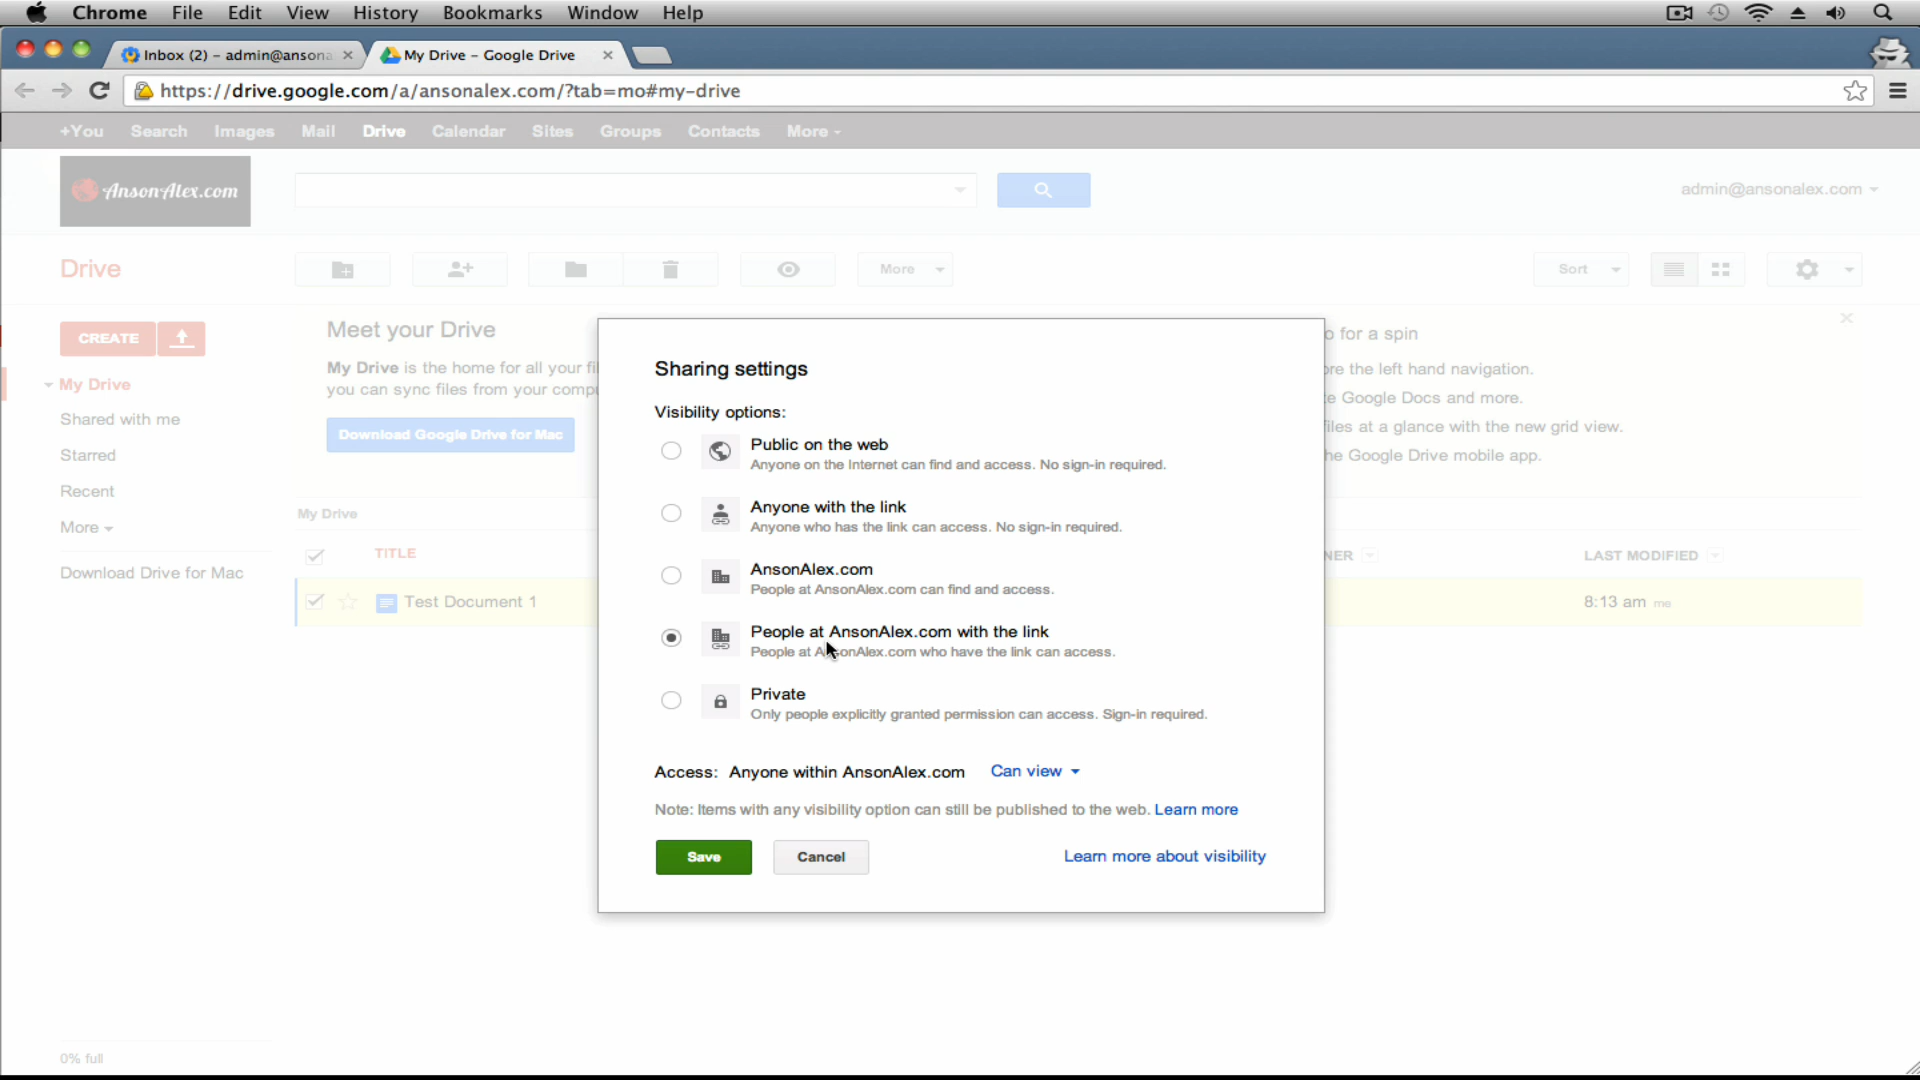 Chrome File Edit View History Bookmarks Window Help
Inbox (2) – admin@ansona
My Drive – Google Drive
https://drive.google.com/a/ansonalex.com/?tab=mo#my-drive
+You Search Images Mail Drive Calendar Sites Groups Contacts More
AnsonAlex.com
admin@ansonalex.com
Drive
More
Sort
CREATE
My Drive
Shared with me
Starred
Recent
More
Download Drive for Mac
Meet your Drive
My Drive is the home for all your fil
you can sync files from your compu
Download Google Drive for Mac
o for a spin
ore the left hand navigation.
e Google Docs and more.
files at a glance with the new grid view.
he Google Drive mobile app.
My Drive
TITLE
NER
LAST MODIFIED
Test Document 1
8:13 am me
Sharing settings
Visibility options:
Public on the web
Anyone on the Internet can find and access. No sign-in required.
Anyone with the link
Anyone who has the link can access. No sign-in required.
AnsonAlex.com
People at AnsonAlex.com can find and access.
People at AnsonAlex.com with the link
People at AnsonAlex.com who have the link can access.
Private
Only people explicitly granted permission can access. Sign-in required.
Access: Anyone within AnsonAlex.com Can view
Note: Items with any visibility option can still be published to the web. Learn more
Save
Cancel
Learn more about visibility
0% full